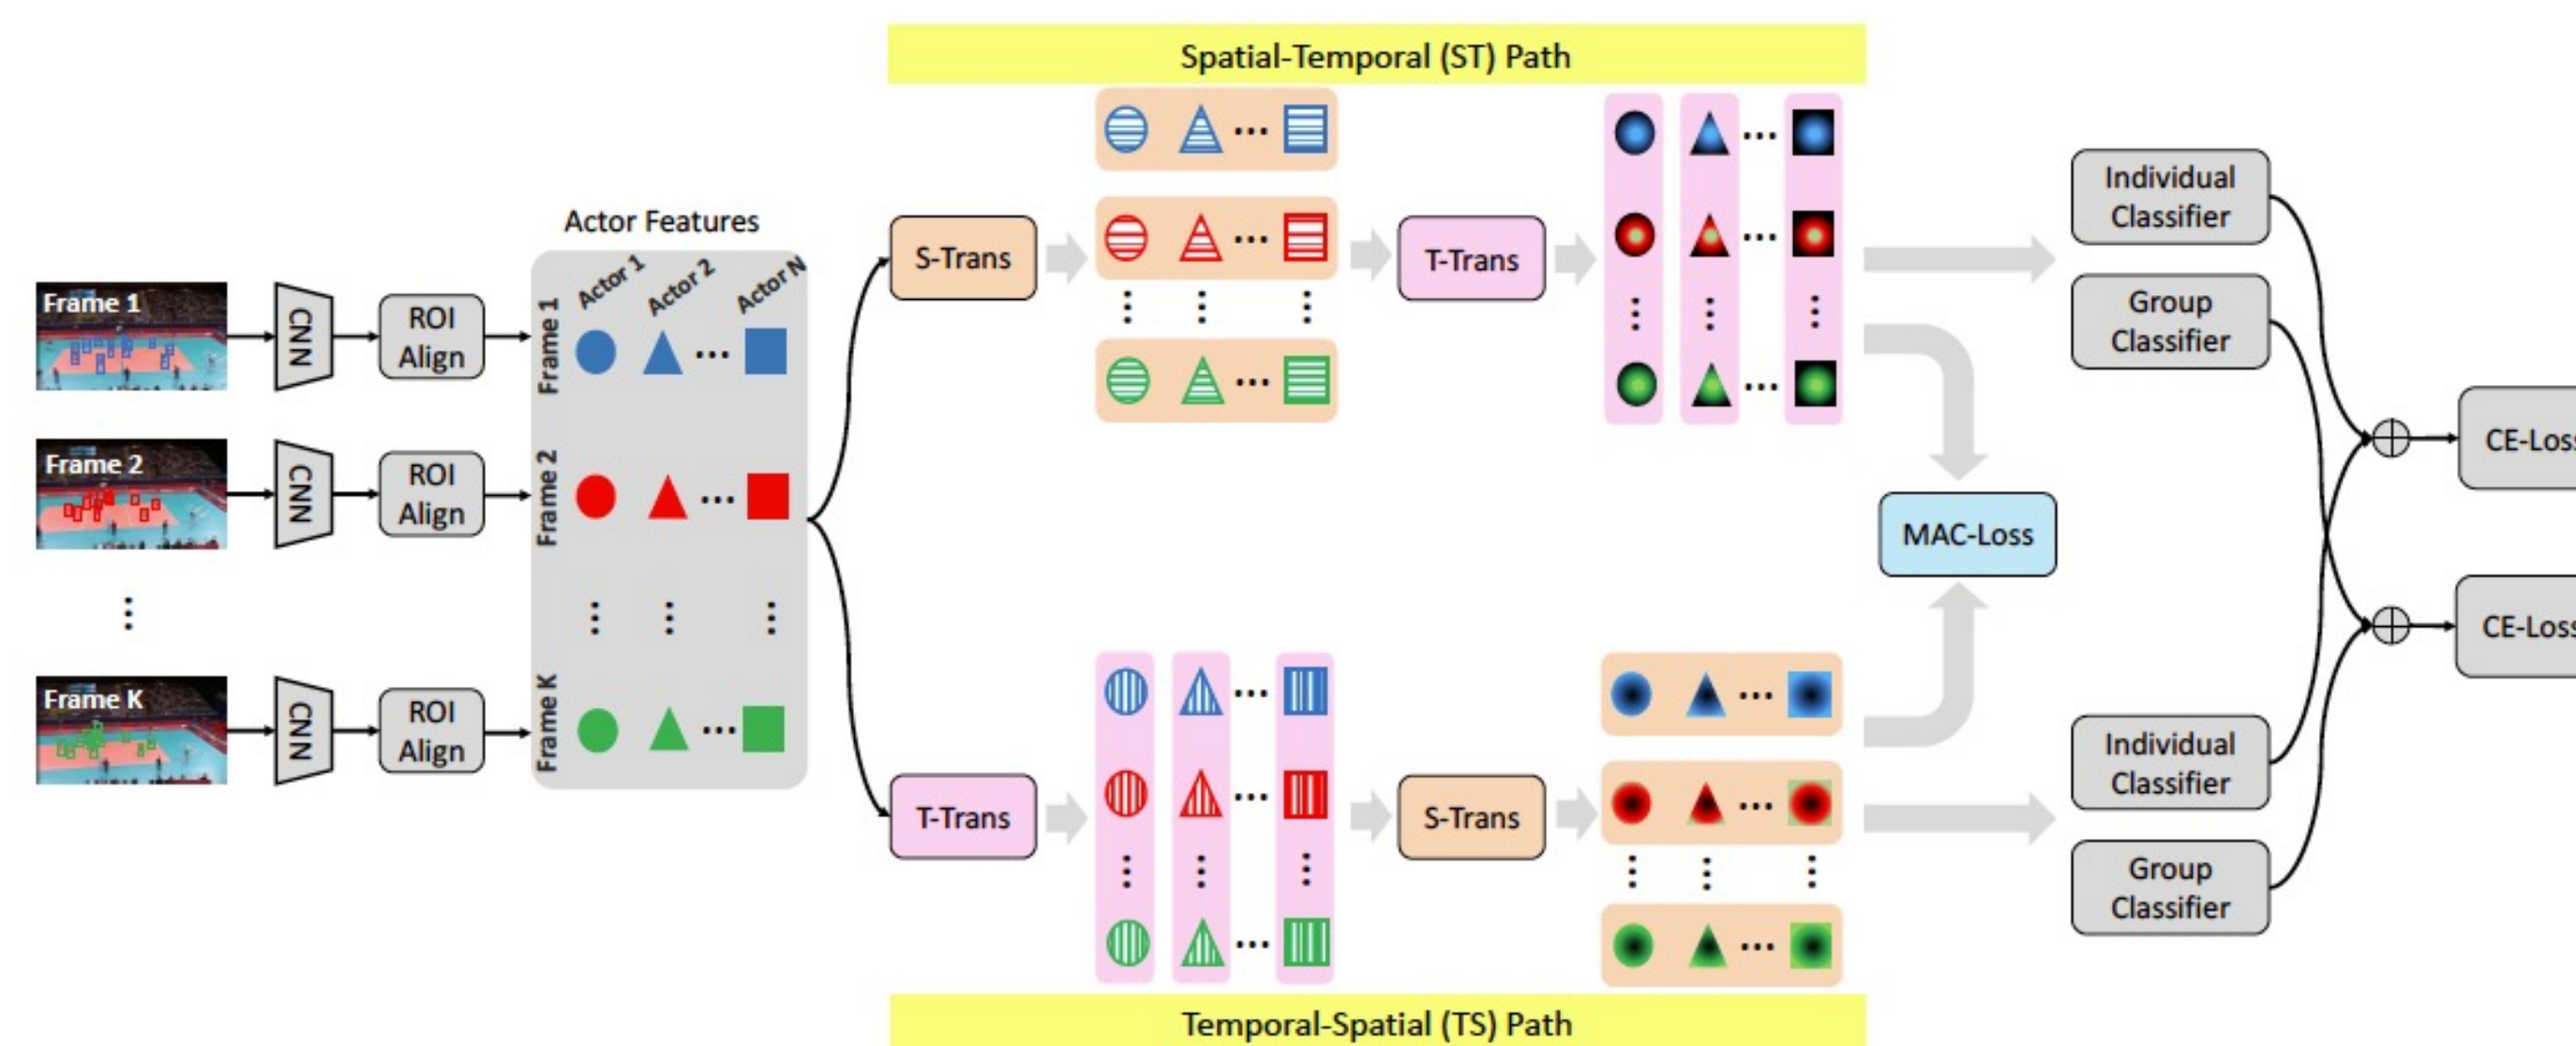 Spatial-Temporal (ST) Path
Actor Features
Actor 1
Actor 2
Actor N
Frame 1
CNN
ROI
Align
Frame 1
Frame 2
CNN
ROI
Align
Frame 2
Frame K
CNN
ROI
Align
Frame K
S-Trans
T-Trans
T-Trans
S-Trans
MAC-Loss
Individual
Classifier
Group
Classifier
Individual
Classifier
Group
Classifier
CE-Loss
CE-Loss
Temporal-Spatial (TS) Path